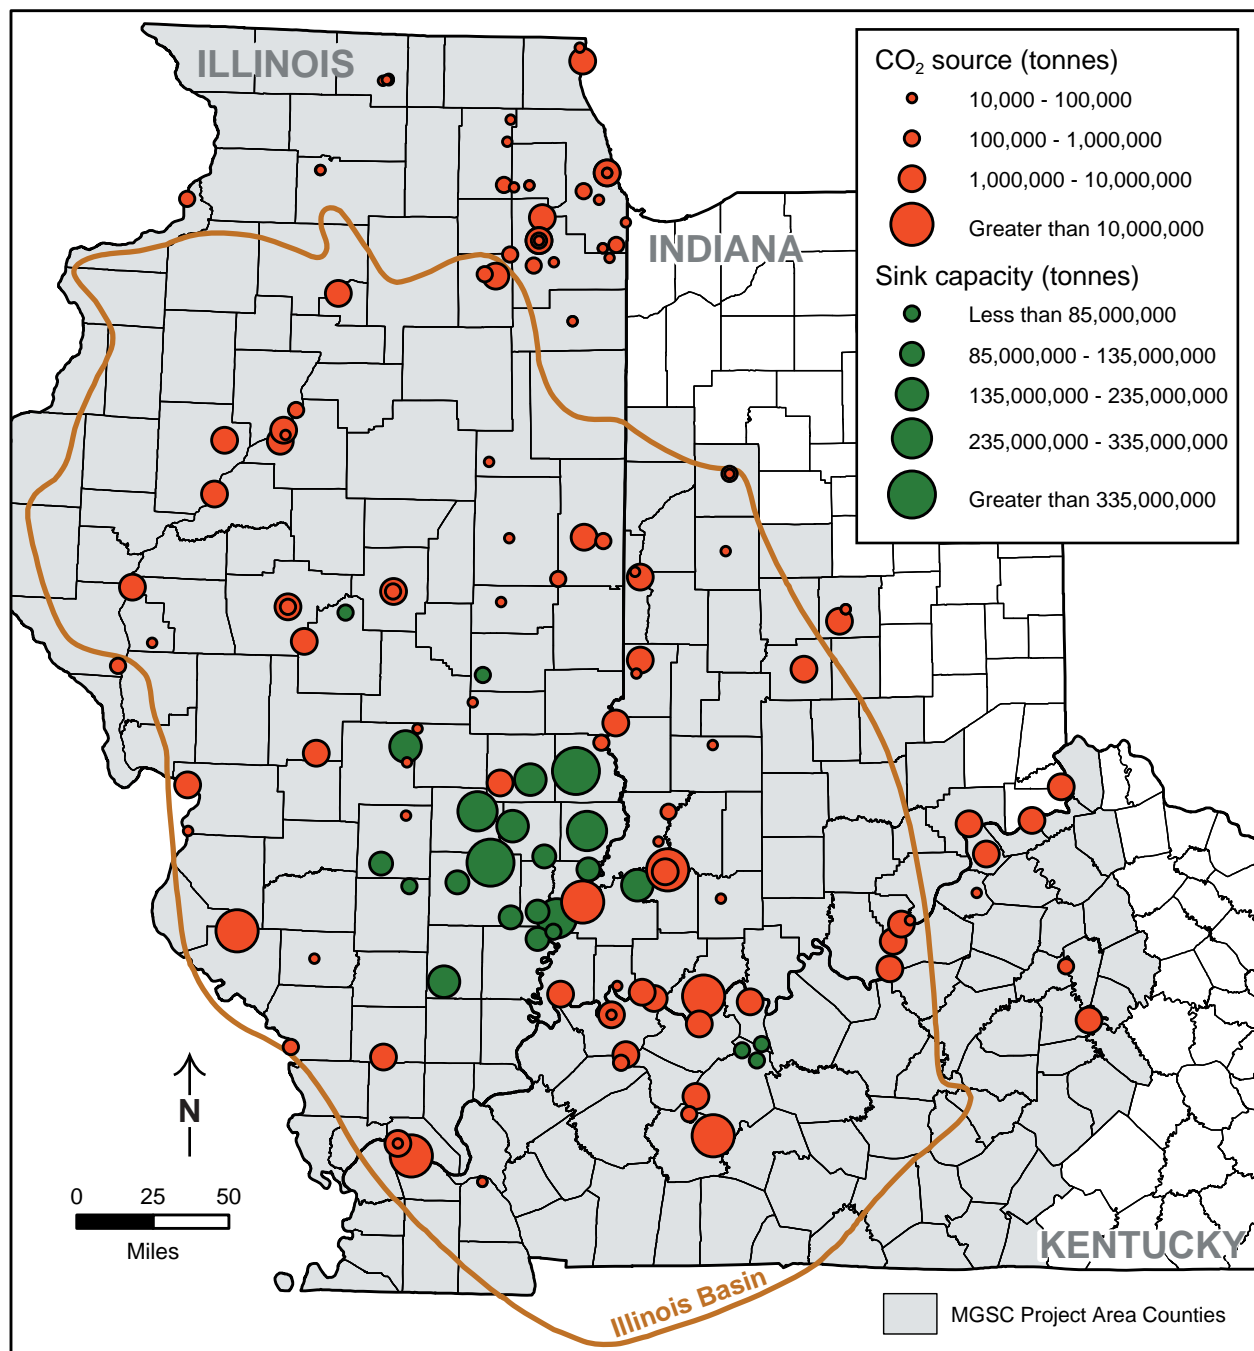 ILLINOIS
INDIANA
CO₂ source (tonnes)
10,000 - 100,000
100,000 - 1,000,000
1,000,000 - 10,000,000
Greater than 10,000,000
Sink capacity (tonnes)
Less than 85,000,000
85,000,000 - 135,000,000
135,000,000 - 235,000,000
235,000,000 - 335,000,000
Greater than 335,000,000
N
0 25 50
Miles
KENTUCKY
Illinois Basin
MGSC Project Area Counties